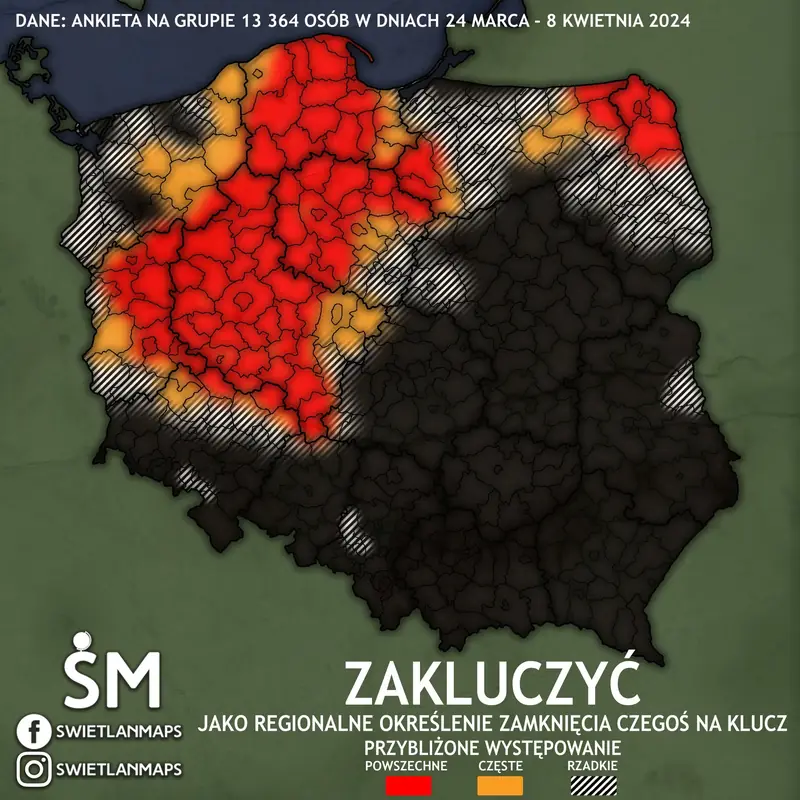 DANE: ANKIETA NA GRUPIE 13 364 OSÓB W DNIACH 24 MARCA - 8 KWIETNIA 2024
ŚM
SWIETLANMAPS
SWIETLANMAPS
ZAKLUCZYĆ
JAKO REGIONALNE OKREŚLENIE ZAMKNIĘCIA CZEGOŚ NA KLUCZ
PRZYBLIŻONE WYSTĘPOWANIE
POWSZECHNE CZĘSTE RZADKIE